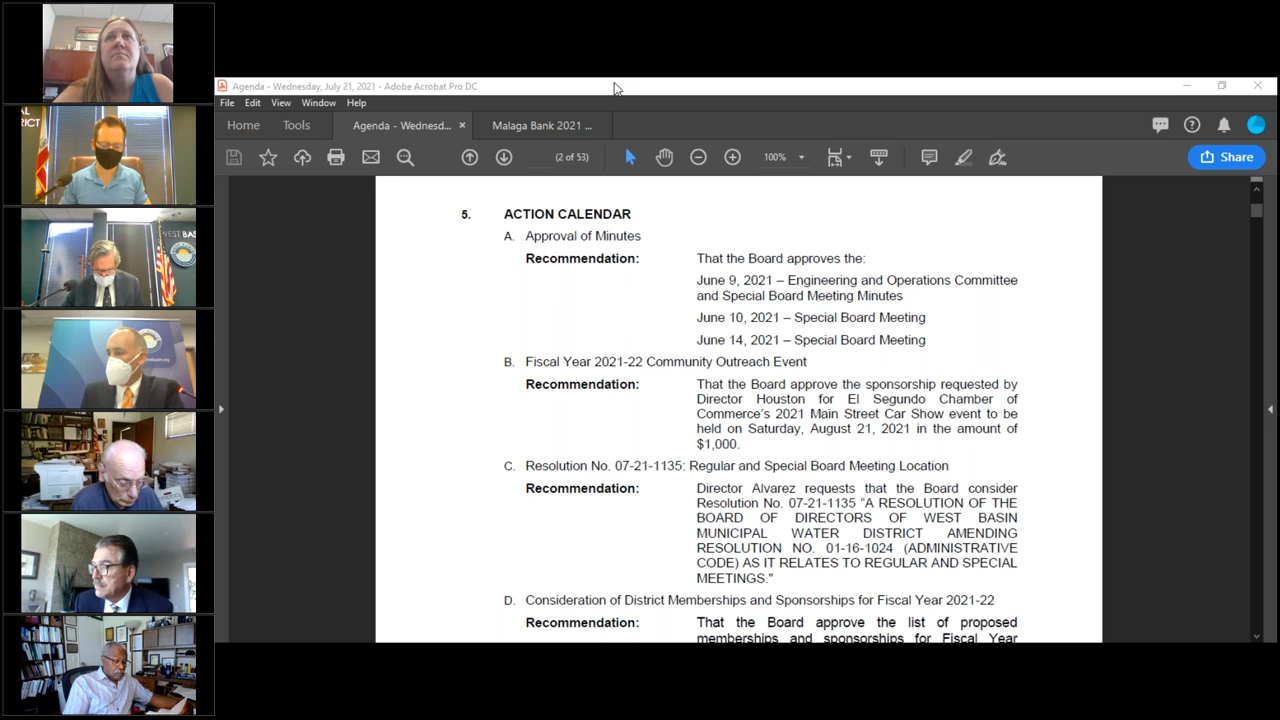 Agenda - Wednesday, July 21, 2021 - Adobe Acrobat Pro DC
File Edit View Window Help
Home Tools Agenda - Wednesd... × Malaga Bank 2021 ...
(2 of 53) 100% Share
5. ACTION CALENDAR
A. Approval of Minutes
Recommendation: That the Board approves the:
June 9, 2021 – Engineering and Operations Committee
and Special Board Meeting Minutes
June 10, 2021 – Special Board Meeting
June 14, 2021 – Special Board Meeting
B. Fiscal Year 2021-22 Community Outreach Event
Recommendation: That the Board approve the sponsorship requested by
Director Houston for El Segundo Chamber of
Commerce's 2021 Main Street Car Show event to be
held on Saturday, August 21, 2021 in the amount of
$1,000.
C. Resolution No. 07-21-1135: Regular and Special Board Meeting Location
Recommendation: Director Alvarez requests that the Board consider
Resolution No. 07-21-1135 “A RESOLUTION OF THE
BOARD OF DIRECTORS OF WEST BASIN
MUNICIPAL WATER DISTRICT AMENDING
RESOLUTION NO. 01-16-1024 (ADMINISTRATIVE
CODE) AS IT RELATES TO REGULAR AND SPECIAL
MEETINGS.”
D. Consideration of District Memberships and Sponsorships for Fiscal Year 2021-22
Recommendation: That the Board approve the list of proposed
memberships and sponsorships for Fiscal Year
WEST BAS